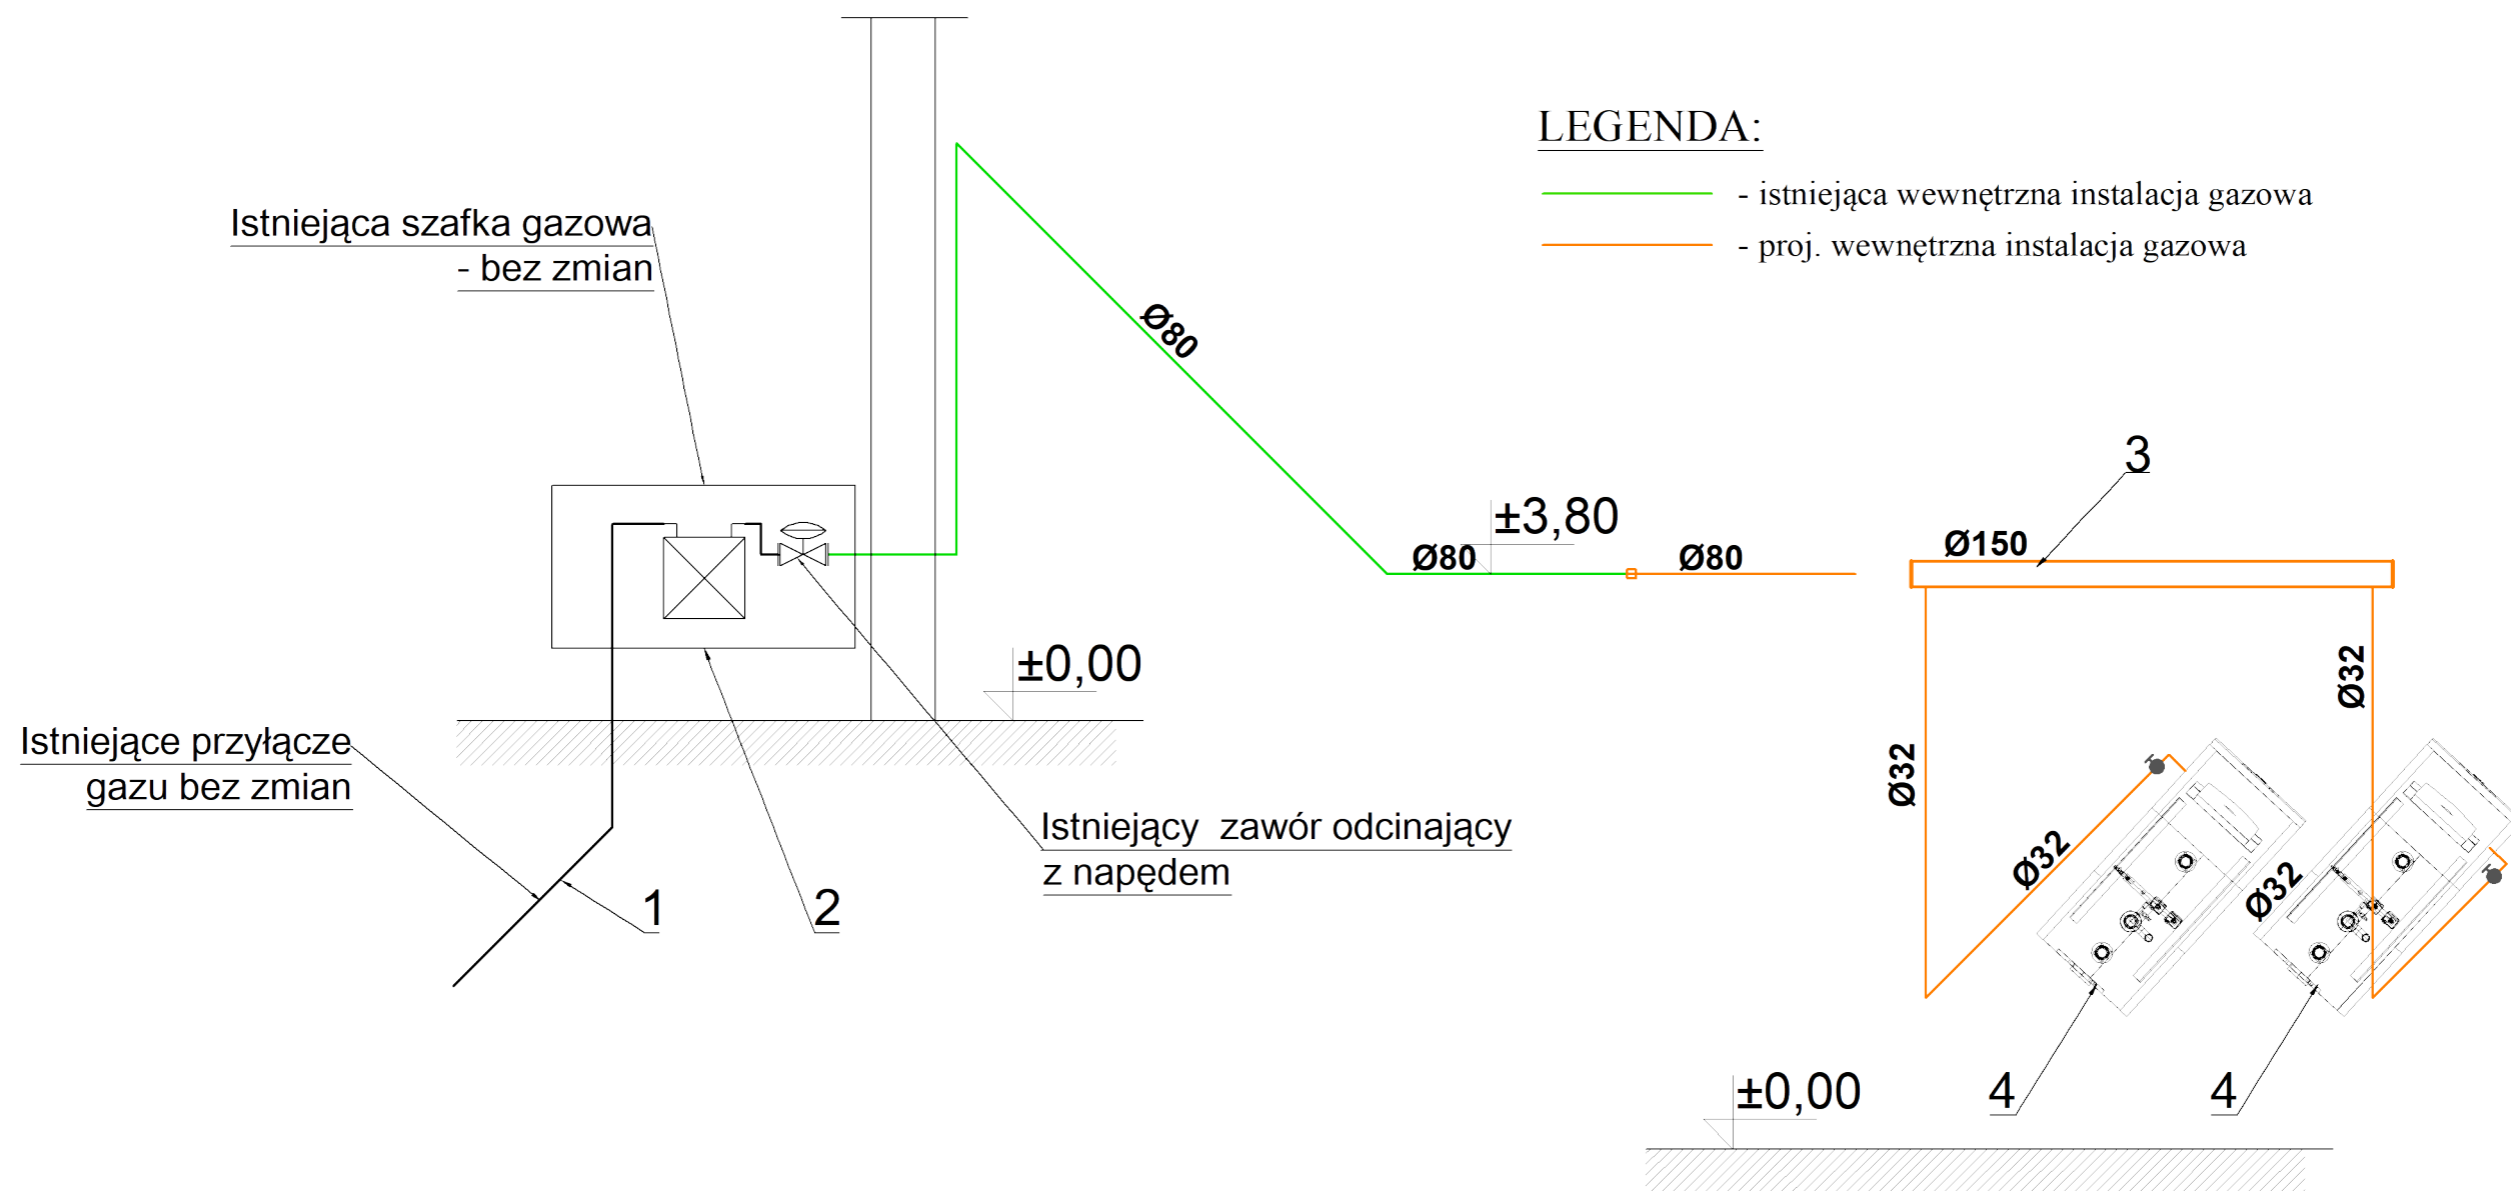 LEGENDA:
- istniejąca wewnętrzna instalacja gazowa
- proj. wewnętrzna instalacja gazowa
Istniejąca szafka gazowa
- bez zmian
Ø80
±3,80
Ø80
Ø80
3
Ø150
±0,00
Istniejące przyłącze
gazu bez zmian
Istniejący  zawór odcinający
z napędem
1
2
Ø32
Ø32
Ø32
Ø32
4
4
±0,00